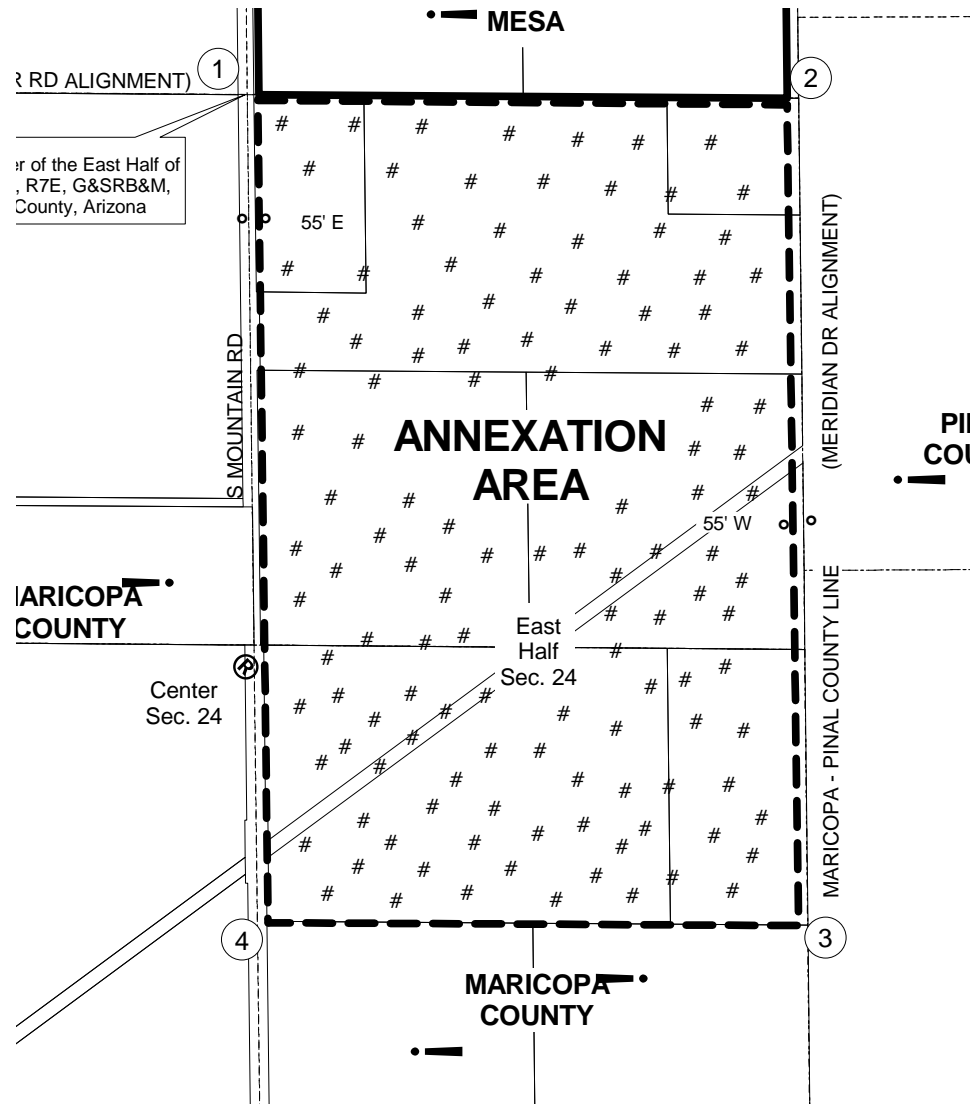 MESA
1
2
R RD ALIGNMENT)
er of the East Half of
, R7E, G&SRB&M,
County, Arizona
55' E
S MOUNTAIN RD
(MERIDIAN DR ALIGNMENT)
ANNEXATION
AREA
PIN
COU
55' W
MARICOPA
COUNTY
East
Half
Sec. 24
R
Center
Sec. 24
MARICOPA - PINAL COUNTY LINE
4
3
MARICOPA
COUNTY